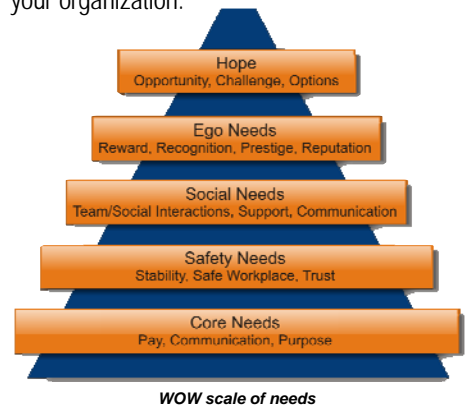 your organization.
Hope
Opportunity, Challenge, Options
Ego Needs
Reward, Recognition, Prestige, Reputation
Social Needs
Team/Social Interactions, Support, Communication
Safety Needs
Stability, Safe Workplace, Trust
Core Needs
Pay, Communication, Purpose
WOW scale of needs